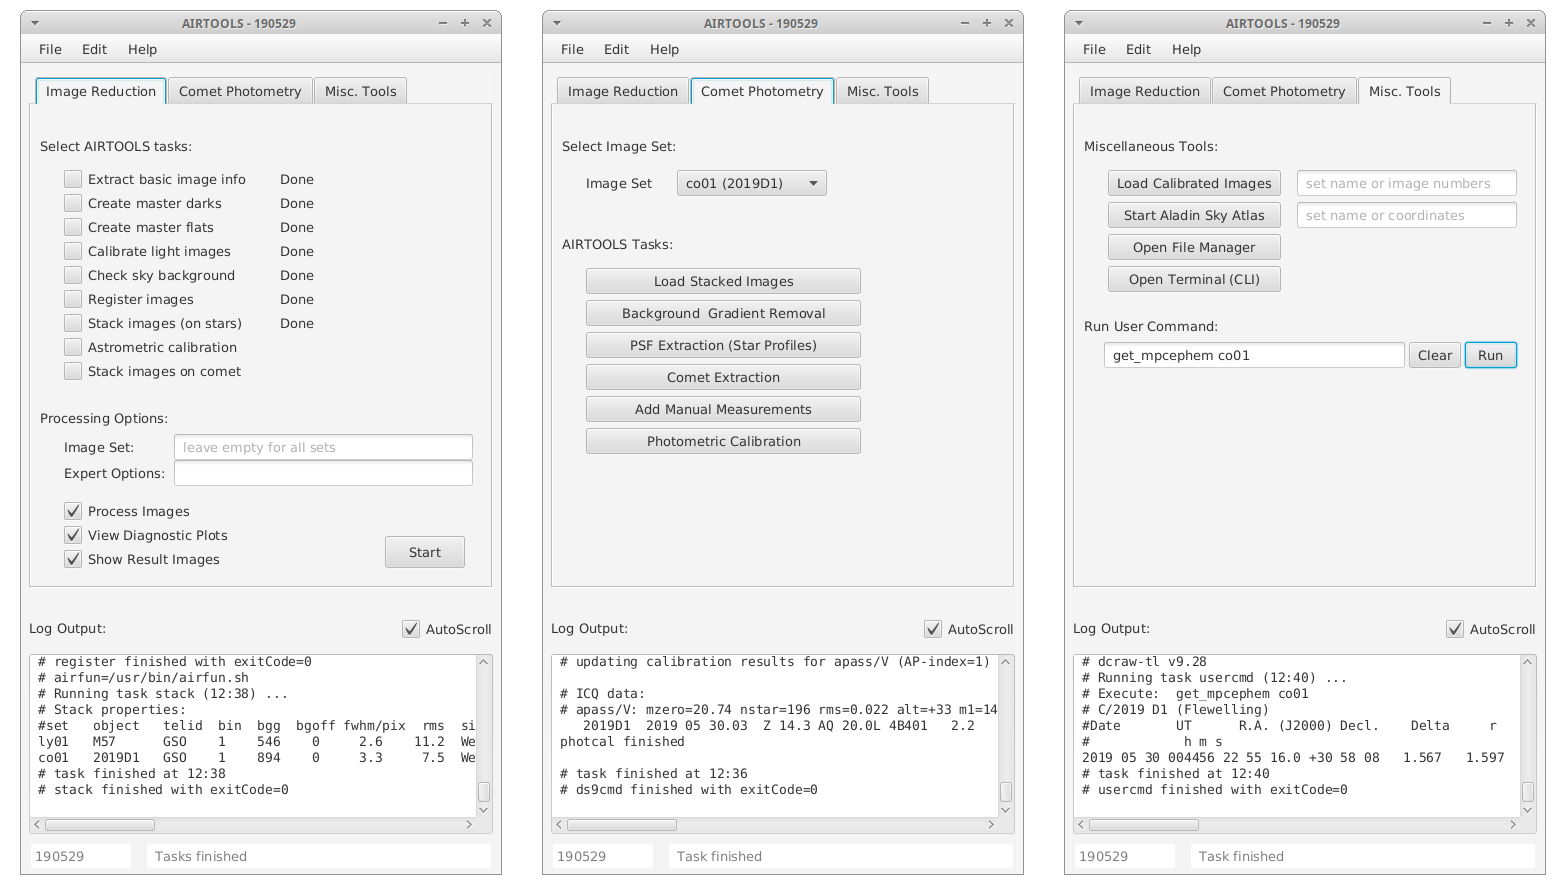 AIRTOOLS - 190529
File Edit Help
Image Reduction Comet Photometry Misc. Tools
Select AIRTOOLS tasks:
Extract basic image info Done
Create master darks Done
Create master flats Done
Calibrate light images Done
Check sky background Done
Register images Done
Stack images (on stars) Done
Astrometric calibration
Stack images on comet
Processing Options:
Image Set: leave empty for all sets
Expert Options:
Process Images
View Diagnostic Plots
Show Result Images
Start
Log Output: AutoScroll
# register finished with exitCode=0
# airfun=/usr/bin/airfun.sh
# Running task stack (12:38) ...
# Stack properties:
#set object telid bin bgg bgoff fwhm/pix rms si
ly01 M57 GSO 1 546 0 2.6 11.2 We
co01 2019D1 GSO 1 894 0 3.3 7.5 We
# task finished at 12:38
# stack finished with exitCode=0
190529 Tasks finished
AIRTOOLS - 190529
File Edit Help
Image Reduction Comet Photometry Misc. Tools
Select Image Set:
Image Set co01 (2019D1)
AIRTOOLS Tasks:
Load Stacked Images
Background Gradient Removal
PSF Extraction (Star Profiles)
Comet Extraction
Add Manual Measurements
Photometric Calibration
Log Output: AutoScroll
# updating calibration results for apass/V (AP-index=1)
# ICQ data:
# apass/V: mzero=20.74 nstar=196 rms=0.022 alt=+33 m1=14
2019D1 2019 05 30.03 Z 14.3 AQ 20.0L 4B401 2.2
photcal finished
# task finished at 12:36
# ds9cmd finished with exitCode=0
190529 Task finished
AIRTOOLS - 190529
File Edit Help
Image Reduction Comet Photometry Misc. Tools
Miscellaneous Tools:
Load Calibrated Images set name or image numbers
Start Aladin Sky Atlas set name or coordinates
Open File Manager
Open Terminal (CLI)
Run User Command:
get_mpcephem co01 Clear Run
Log Output: AutoScroll
# dcraw-tl v9.28
# Running task usercmd (12:40) ...
# Execute: get_mpcephem co01
# C/2019 D1 (Flewelling)
#Date UT R.A. (J2000) Decl. Delta r
# h m s
2019 05 30 004456 22 55 16.0 +30 58 08 1.567 1.597
# task finished at 12:40
# usercmd finished with exitCode=0
190529 Task finished